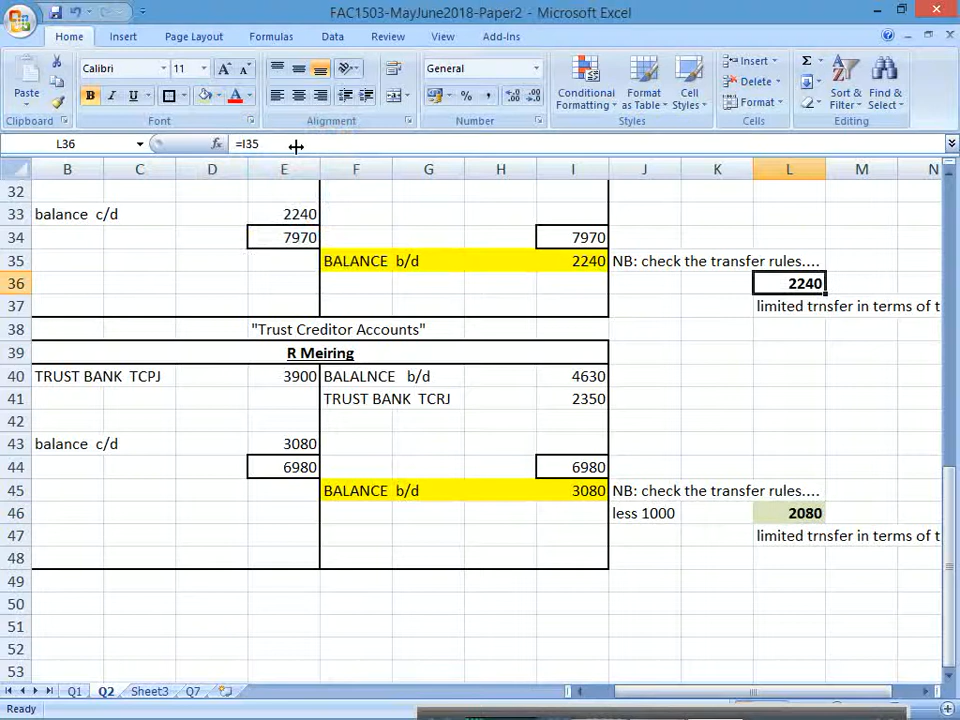 FAC1503-MayJune2018-Paper2 - Microsoft Excel
Home Insert Page Layout Formulas Data Review View Add-Ins
Paste
Clipboard
Calibri 11
B I U
Font
Alignment
General
% ,
Number
Conditional Formatting
Format as Table
Cell Styles
Styles
Insert
Delete
Format
Cells
Σ
Sort & Filter
Find & Select
Editing
L36 fx =I35
B C D E F G H I J K L M N
32
33 balance c/d 2240
34 7970 7970
35 BALANCE b/d 2240 NB: check the transfer rules....
36 2240
37 limited trnsfer in terms of t
38 "Trust Creditor Accounts"
39 R Meiring
40 TRUST BANK TCPJ 3900 BALALNCE b/d 4630
41 TRUST BANK TCRJ 2350
42
43 balance c/d 3080
44 6980 6980
45 BALANCE b/d 3080 NB: check the transfer rules....
46 less 1000 2080
47 limited trnsfer in terms of t
48
49
50
51
52
53
Q1 Q2 Sheet3 Q7
Ready